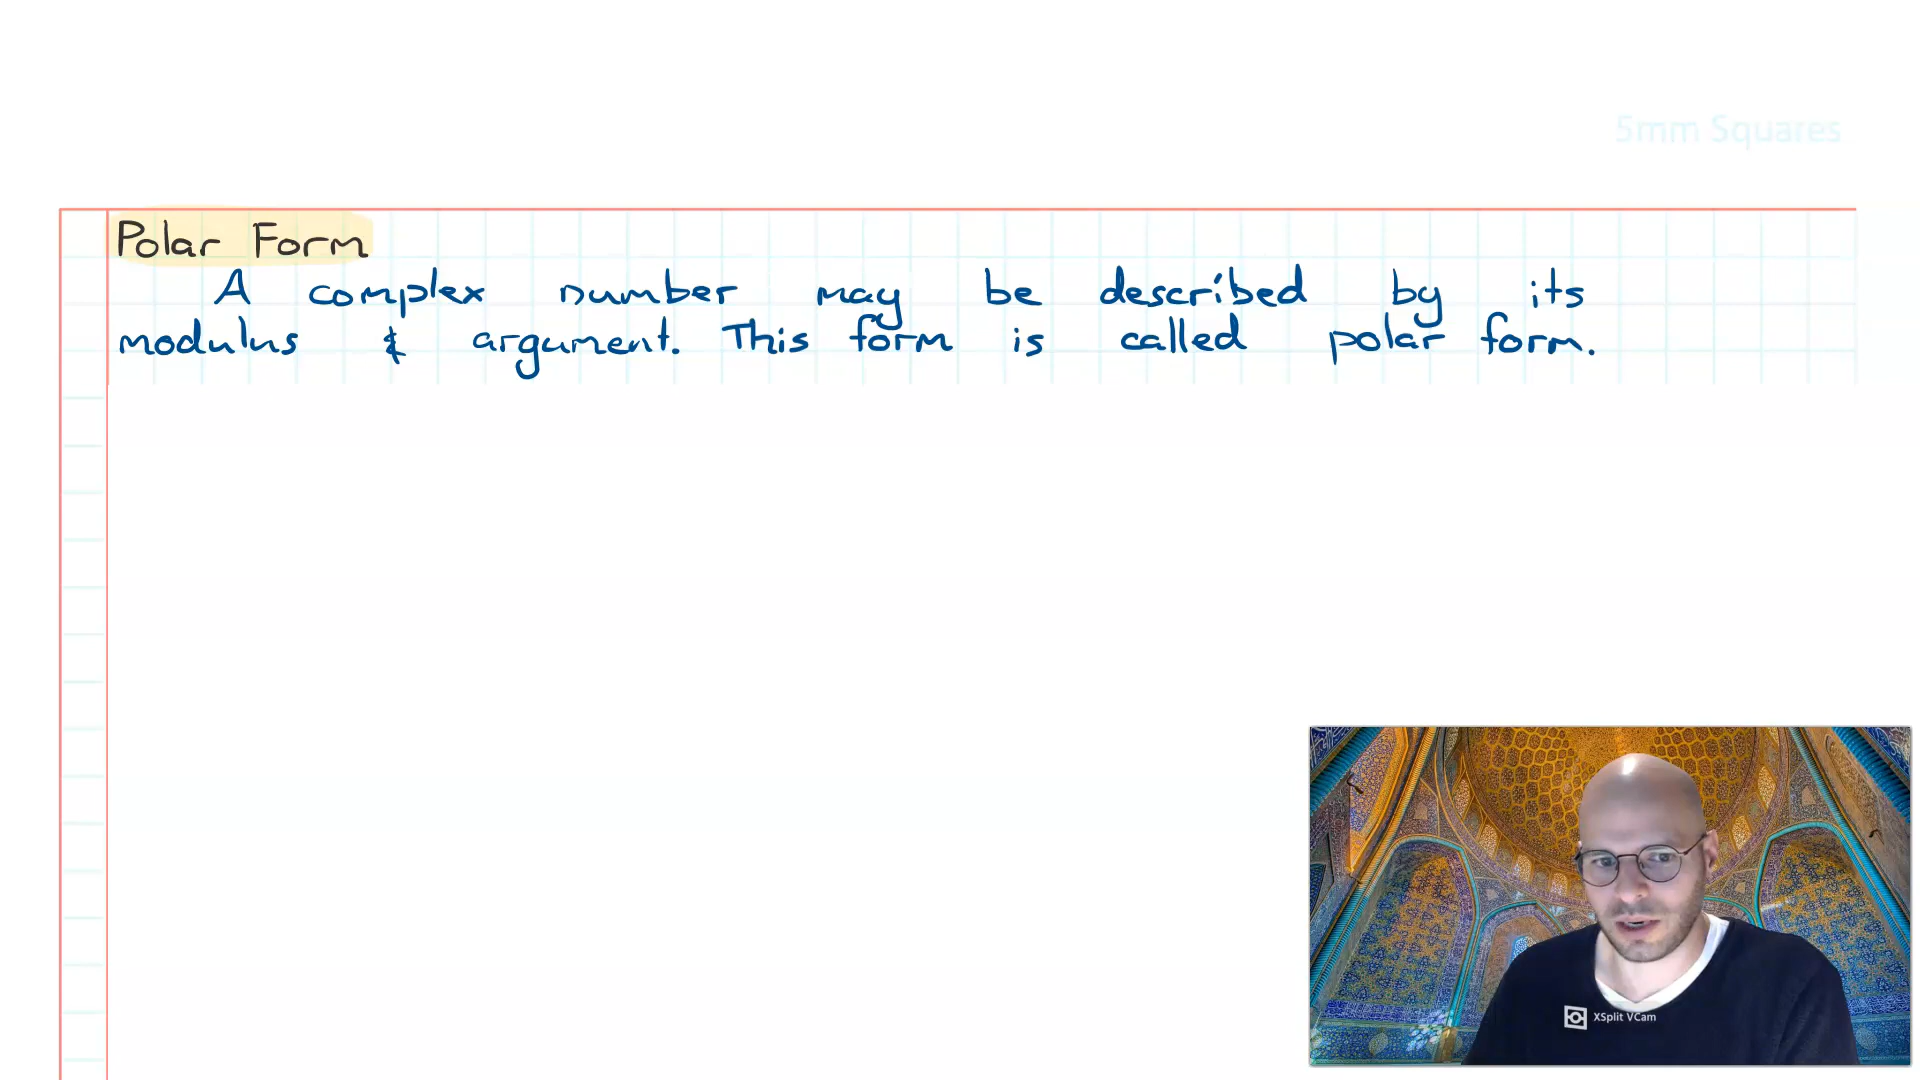 5mm Squares
Polar Form
A complex number may be described by its
modulus & argument. This form is called polar form.
XSplit VCam